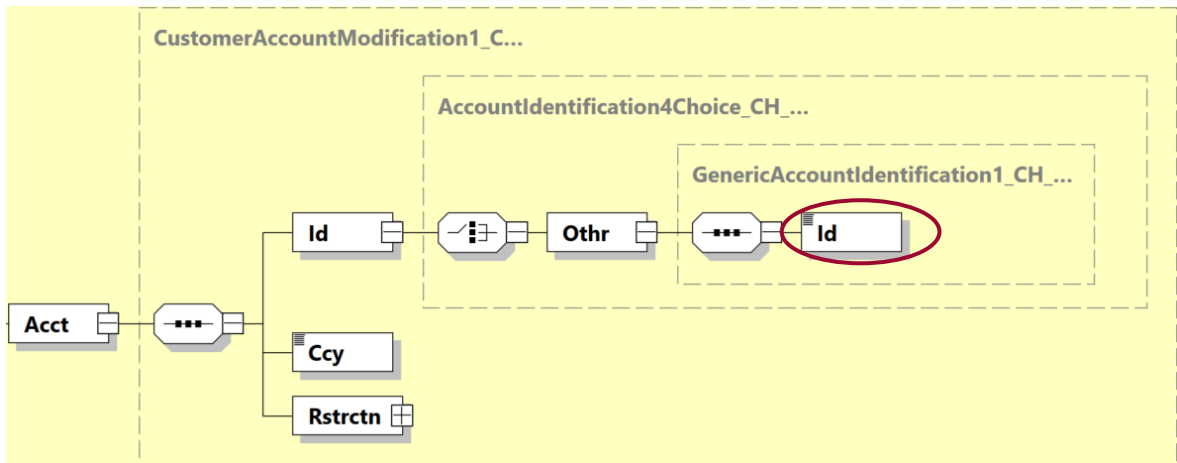 CustomerAccountModification1_C...
AccountIdentification4Choice_CH_...
GenericAccountIdentification1_CH_...
Id
Othr
Id
Acct
Ccy
Rstrctn